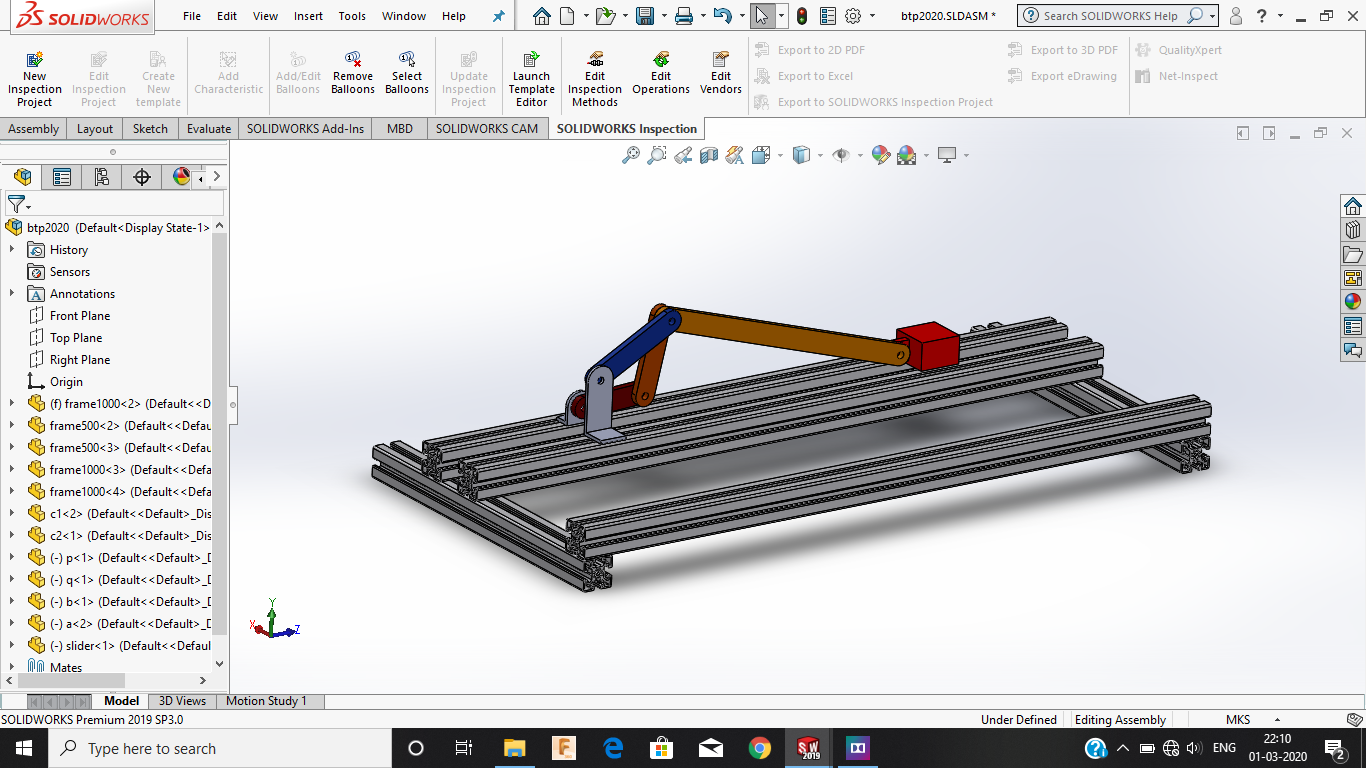 SOLIDWORKS File Edit View Insert Tools Window Help btp2020.SLDASM * Search SOLIDWORKS Help ?
New Inspection Project
Edit Inspection Project
Create New template
Add Characteristic
Add/Edit Balloons
Remove Balloons
Select Balloons
Update Inspection Project
Launch Template Editor
Edit Inspection Methods
Edit Operations
Edit Vendors
Export to 2D PDF
Export to Excel
Export to SOLIDWORKS Inspection Project
Export to 3D PDF
Export eDrawing
QualityXpert
Net-Inspect
Assembly Layout Sketch Evaluate SOLIDWORKS Add-Ins MBD SOLIDWORKS CAM SOLIDWORKS Inspection
btp2020 (Default<Display State-1>
History
Sensors
Annotations
Front Plane
Top Plane
Right Plane
Origin
(f) frame1000<2> (Default<<D
frame500<2> (Default<<Defau
frame500<3> (Default<<Defau
frame1000<3> (Default<<Defa
frame1000<4> (Default<<Defa
c1<2> (Default<<Default>_Dis
c2<1> (Default<<Default>_Dis
(-) p<1> (Default<<Default>_D
(-) q<1> (Default<<Default>_D
(-) b<1> (Default<<Default>_D
(-) a<2> (Default<<Default>_D
(-) slider<1> (Default<<Defaul
Mates
Y
X Z
Model 3D Views Motion Study 1
SOLIDWORKS Premium 2019 SP3.0 Under Defined Editing Assembly MKS
Type here to search ENG 22:10
01-03-2020 2